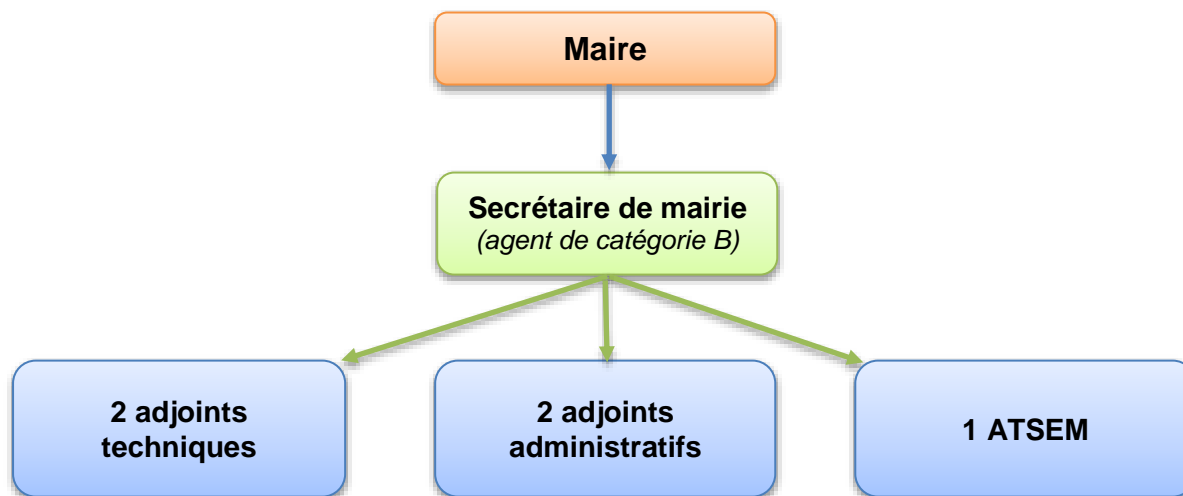 Maire
Secrétaire de mairie
(agent de catégorie B)
2 adjoints
techniques
2 adjoints
administratifs
1 ATSEM